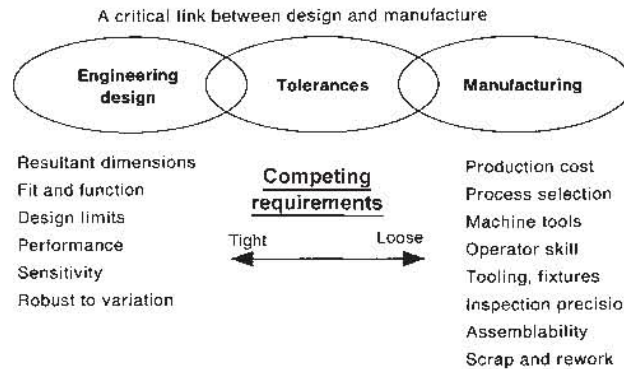 A critical link between design and manufacture
Engineering
design
Tolerances
Manufacturing
Resultant dimensions
Fit and function
Design limits
Performance
Sensitivity
Robust to variation
Competing
requirements
Tight
Loose
Production cost
Process selection
Machine tools
Operator skill
Tooling, fixtures
Inspection precisio
Assemblability
Scrap and rework